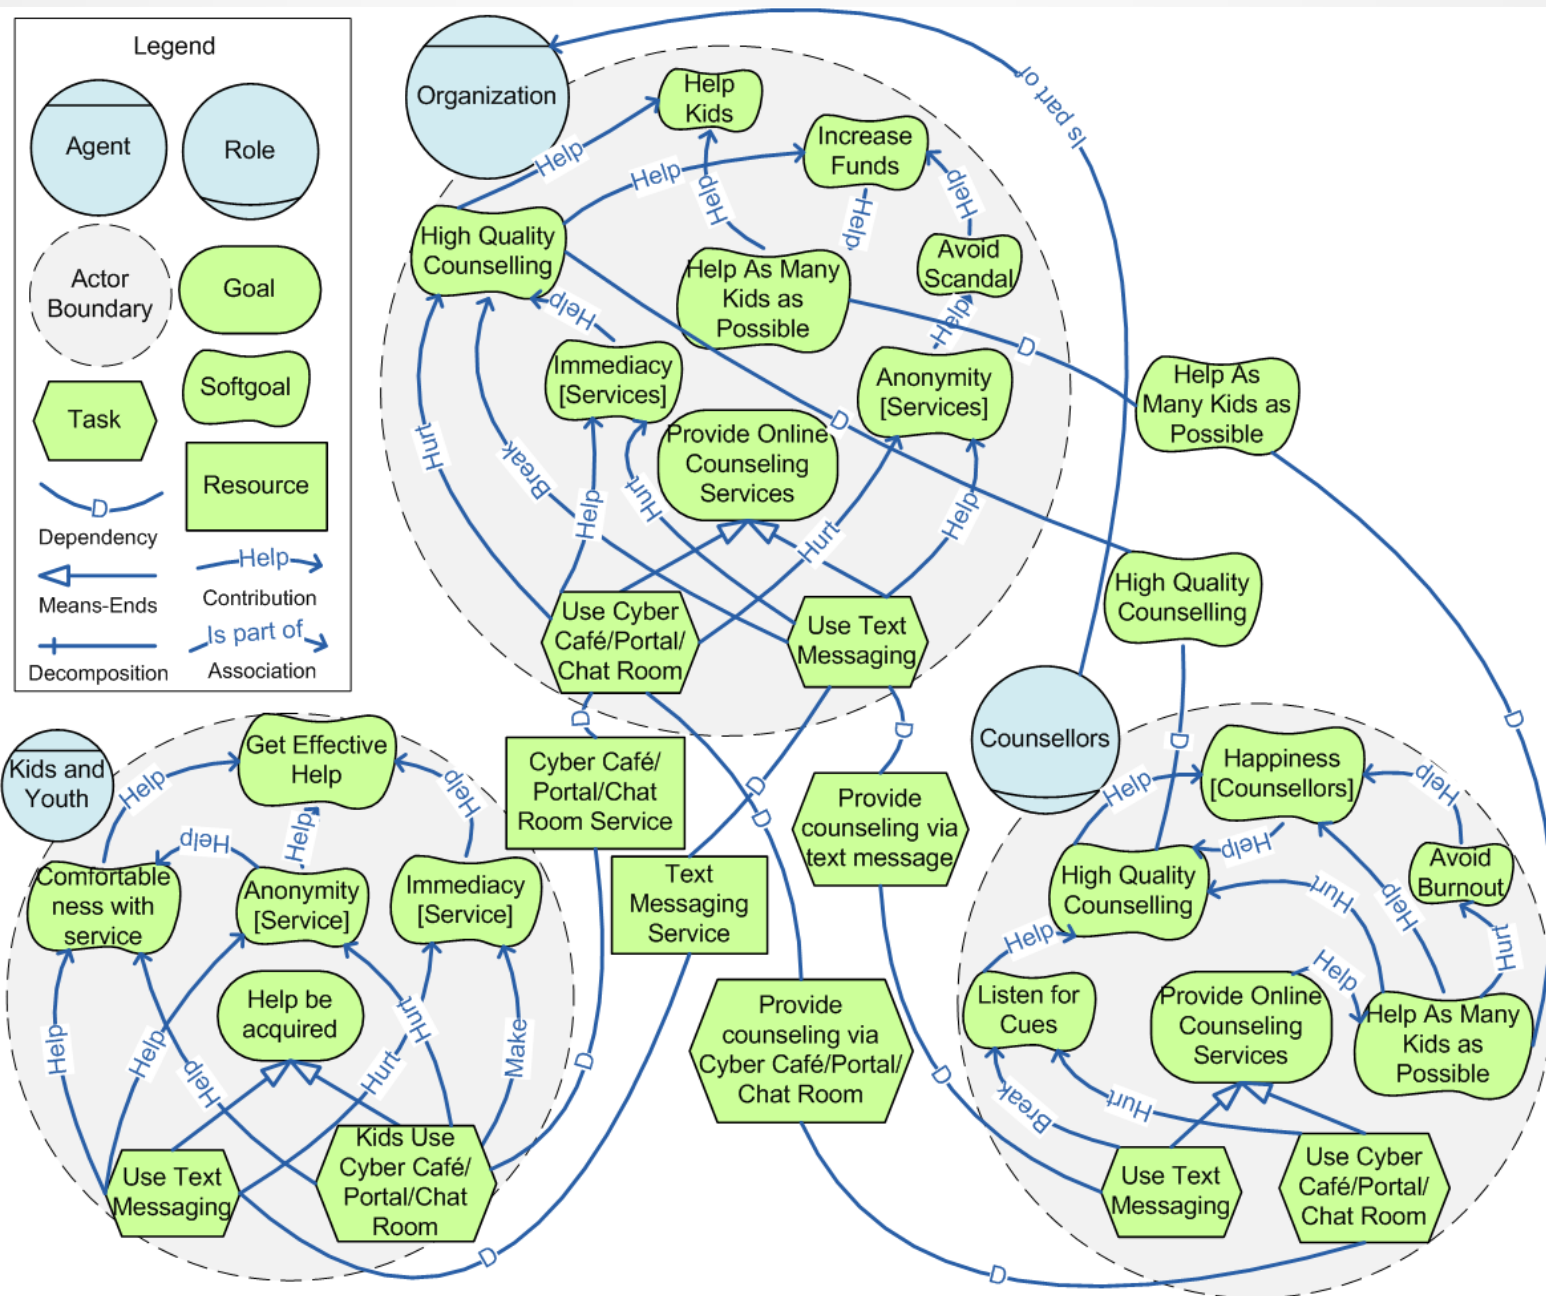 Legend
Agent
Role
Actor
Boundary
Goal
Task
Softgoal
Resource
D
Dependency
Help
Contribution
Means-Ends
Is part of
Association
Decomposition
Organization
Help
Kids
Increase
Funds
High Quality
Counselling
Help As Many
Kids as
Possible
Avoid
Scandal
Immediacy
[Services]
Anonymity
[Services]
Provide Online
Counseling
Services
Use Cyber
Café/Portal/
Chat Room
Use Text
Messaging
Help
Help
Help
Help
Help
Help
Help
Hurt
Break
Help
Hurt
Hurt
Help
Is part of
D
D
Help As
Many Kids as
Possible
High Quality
Counselling
D
D
D
D
D
D
Cyber Café/
Portal/Chat
Room Service
Text
Messaging
Service
Provide
counseling via
text message
Provide
counseling via
Cyber Café/Portal/
Chat Room
D
D
D
D
Kids and
Youth
Get Effective
Help
Comfortable
ness with
service
Anonymity
[Service]
Immediacy
[Service]
Help be
acquired
Use Text
Messaging
Kids Use
Cyber Café/
Portal/Chat
Room
Help
Help
Help
Help
Help
Help
Help
Hurt
Hurt
Make
Counsellors
Happiness
[Counsellors]
High Quality
Counselling
Avoid
Burnout
Listen for
Cues
Provide Online
Counseling
Services
Help As Many
Kids as
Possible
Use Text
Messaging
Use Cyber
Café/Portal/
Chat Room
Help
Help
Help
Hurt
Help
Hurt
Help
Help
Break
Hurt